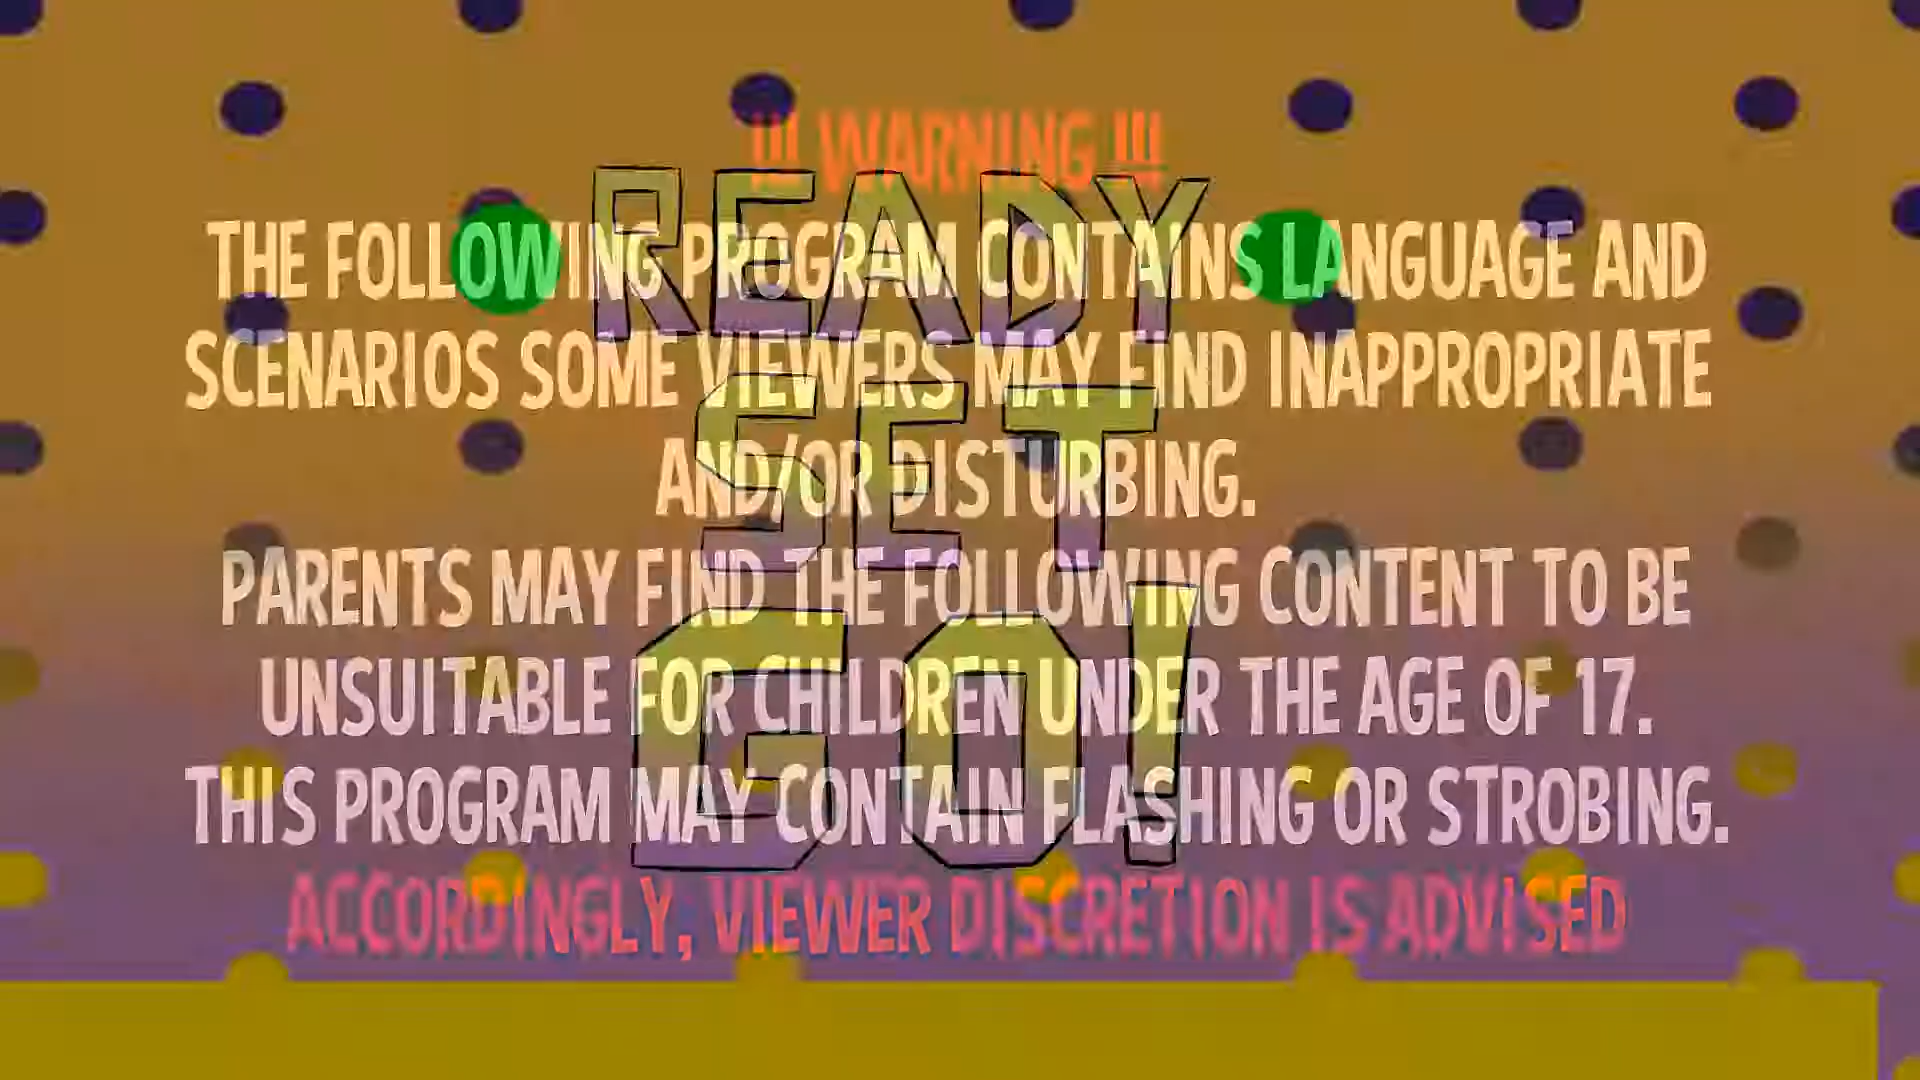 !!! WARNING !!!
READY
THE FOLLOWING PROGRAM CONTAINS LANGUAGE AND
SCENARIOS SOME VIEWERS MAY FIND INAPPROPRIATE
SET
AND/OR DISTURBING.
PARENTS MAY FIND THE FOLLOWING CONTENT TO BE
GO!
UNSUITABLE FOR CHILDREN UNDER THE AGE OF 17.
THIS PROGRAM MAY CONTAIN FLASHING OR STROBING.
ACCORDINGLY, VIEWER DISCRETION IS ADVISED